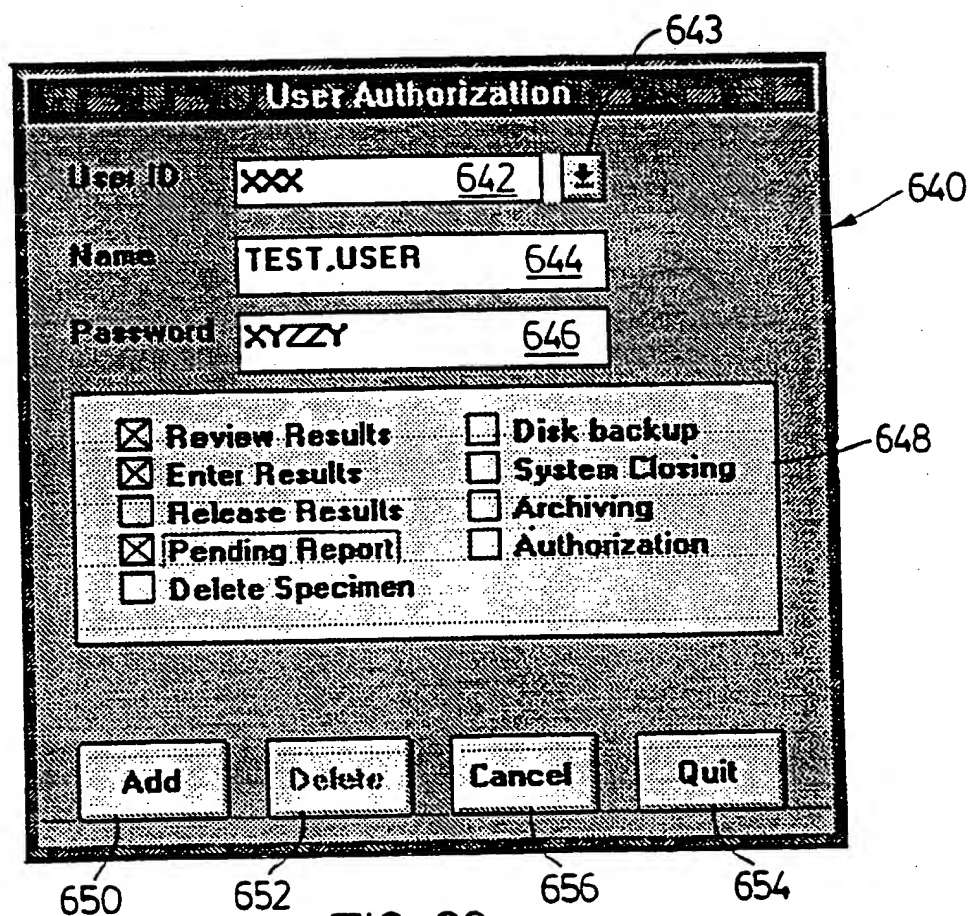 643
User Authorization
User ID XXX 642
640
Name TEST.USER 644
Password XYZZY 646
Review Results Disk backup
648
Enter Results System Closing
Release Results Archiving
Pending Report Authorization
Delete Specimen
Add Delete Cancel Quit
650 652 656 654